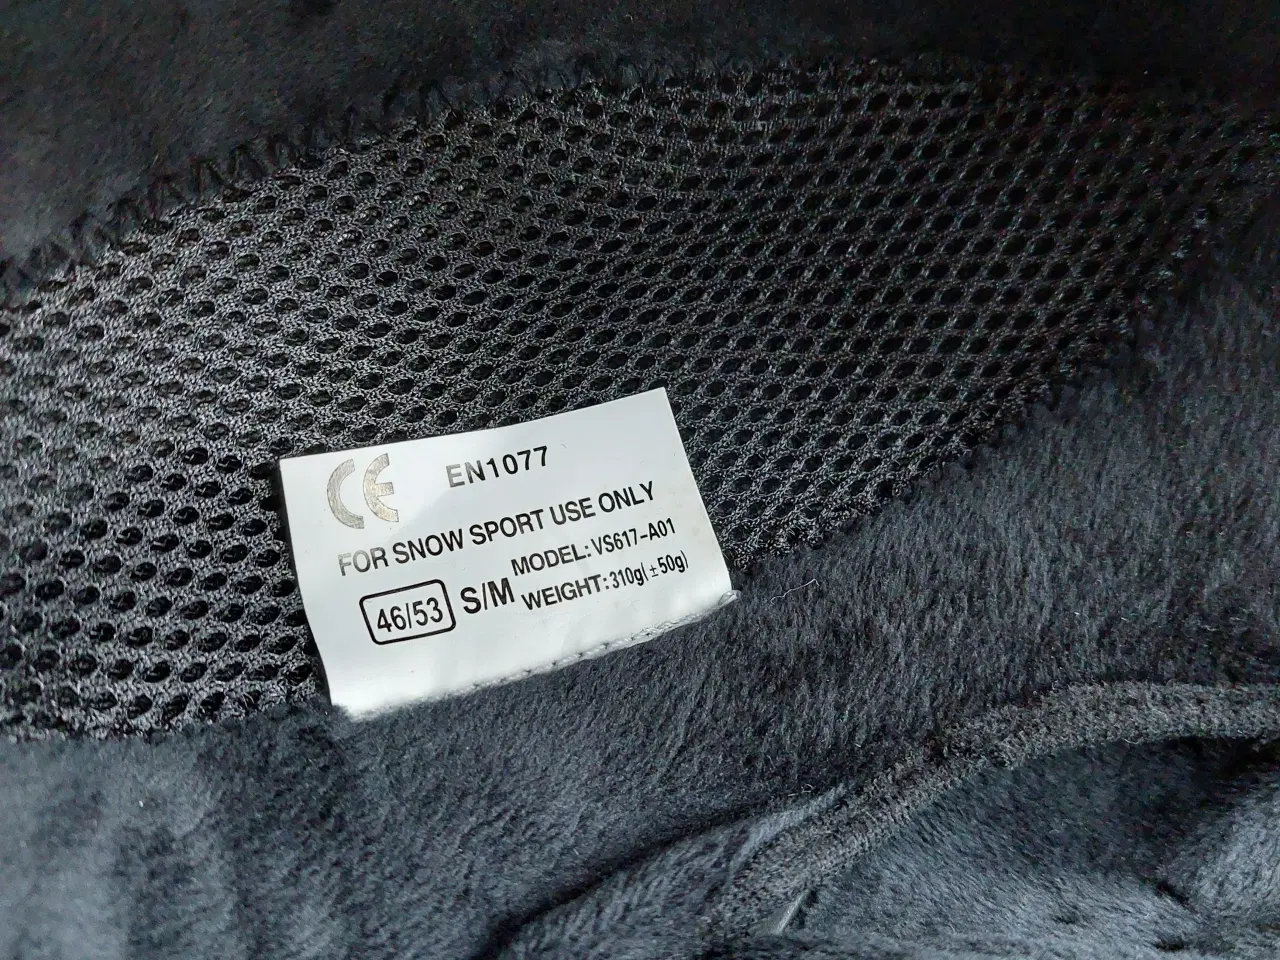 CE EN1077
FOR SNOW SPORT USE ONLY
46/53 S/M MODEL: VS617-A01
WEIGHT: 310g(±50g)